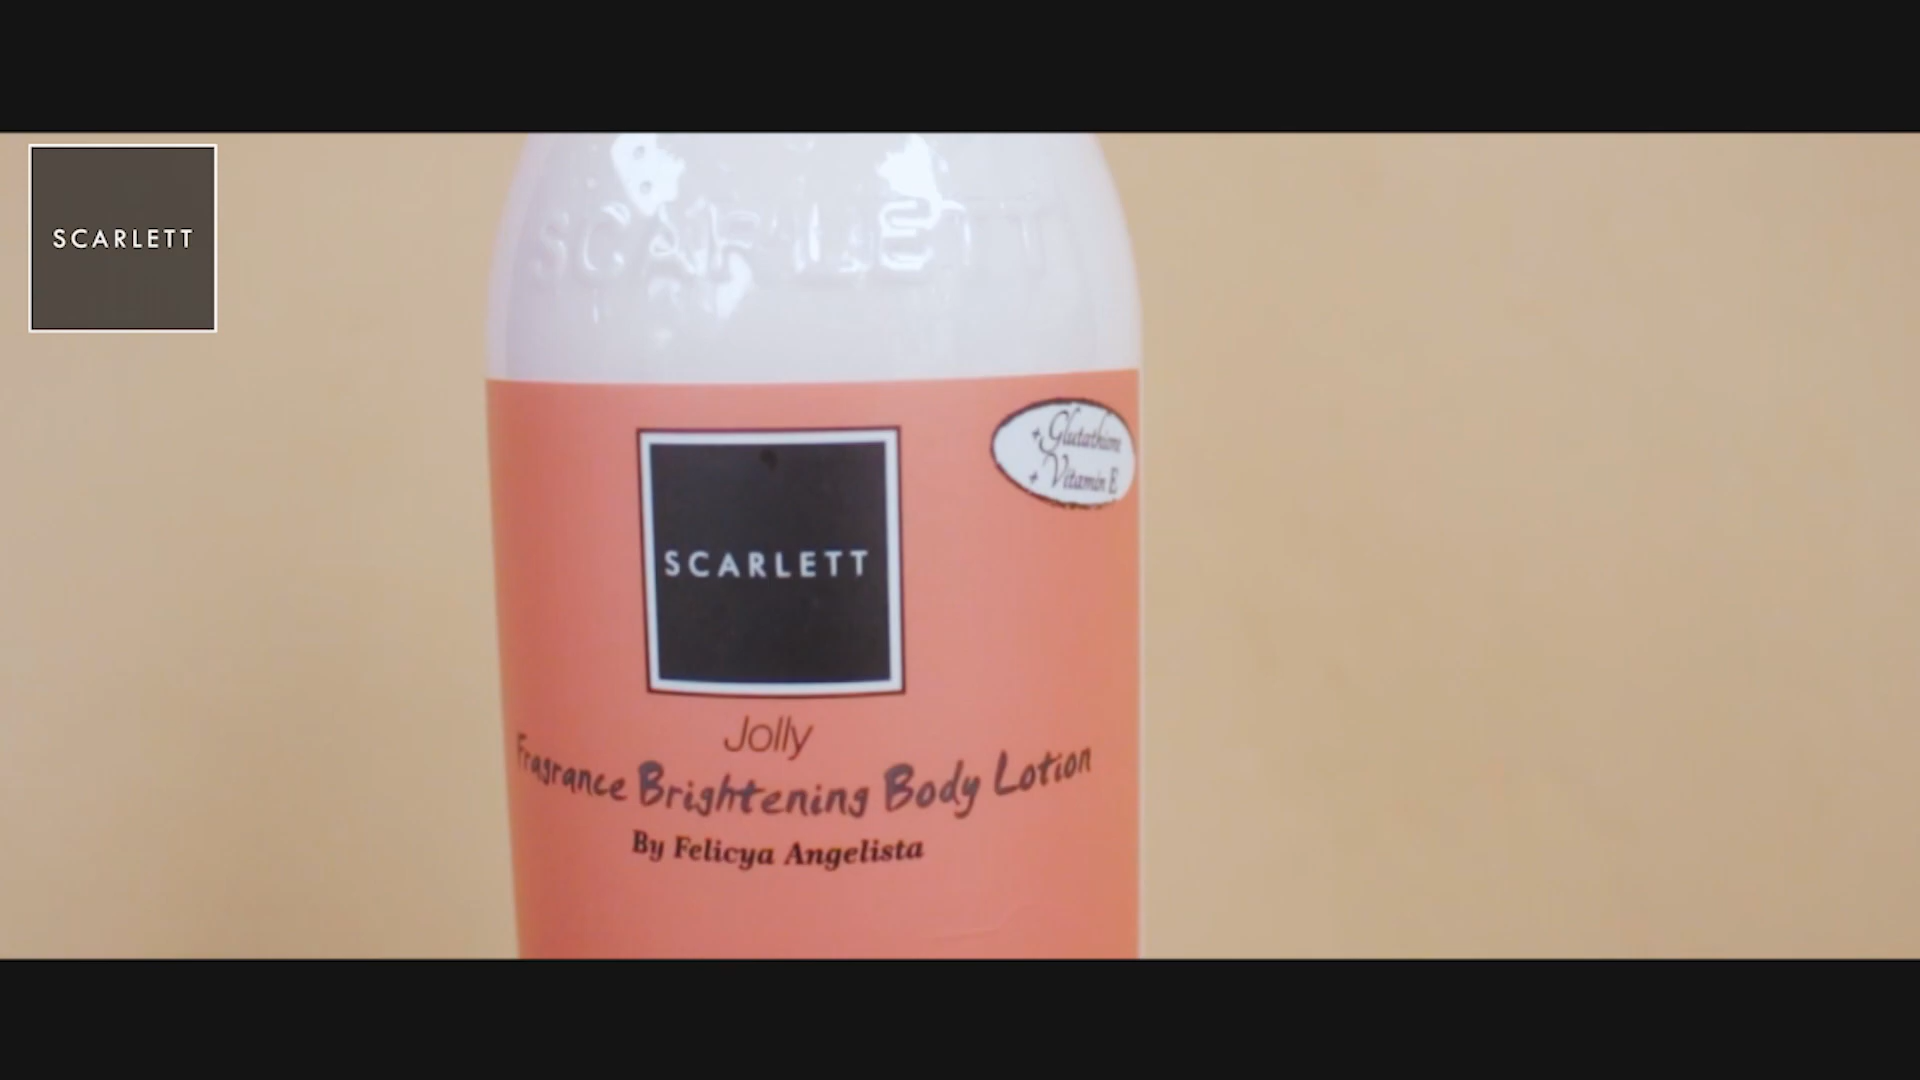 SCARLETT
SCARLETT
+ Glutathione
+ Vitamin E
SCARLETT
Jolly
Fragrance Brightening Body Lotion
By Felicya Angelista